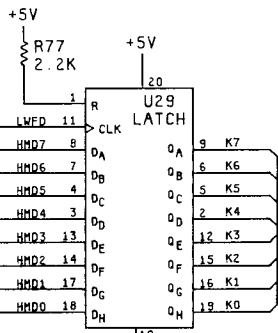 +5V
R77
2.2K
+5V
20
1 R U29
LATCH
LWFD 11 CLK
HMD7 8 DA QA 9 K7
HMD6 7 DB QB 6 K6
HMD5 4 DC QC 5 K5
HMD4 3 DD QD 2 K4
HMD3 13 DE QE 12 K3
HMD2 14 DF QF 15 K2
HMD1 17 DG QG 16 K1
HMD0 18 DH QH 19 K0